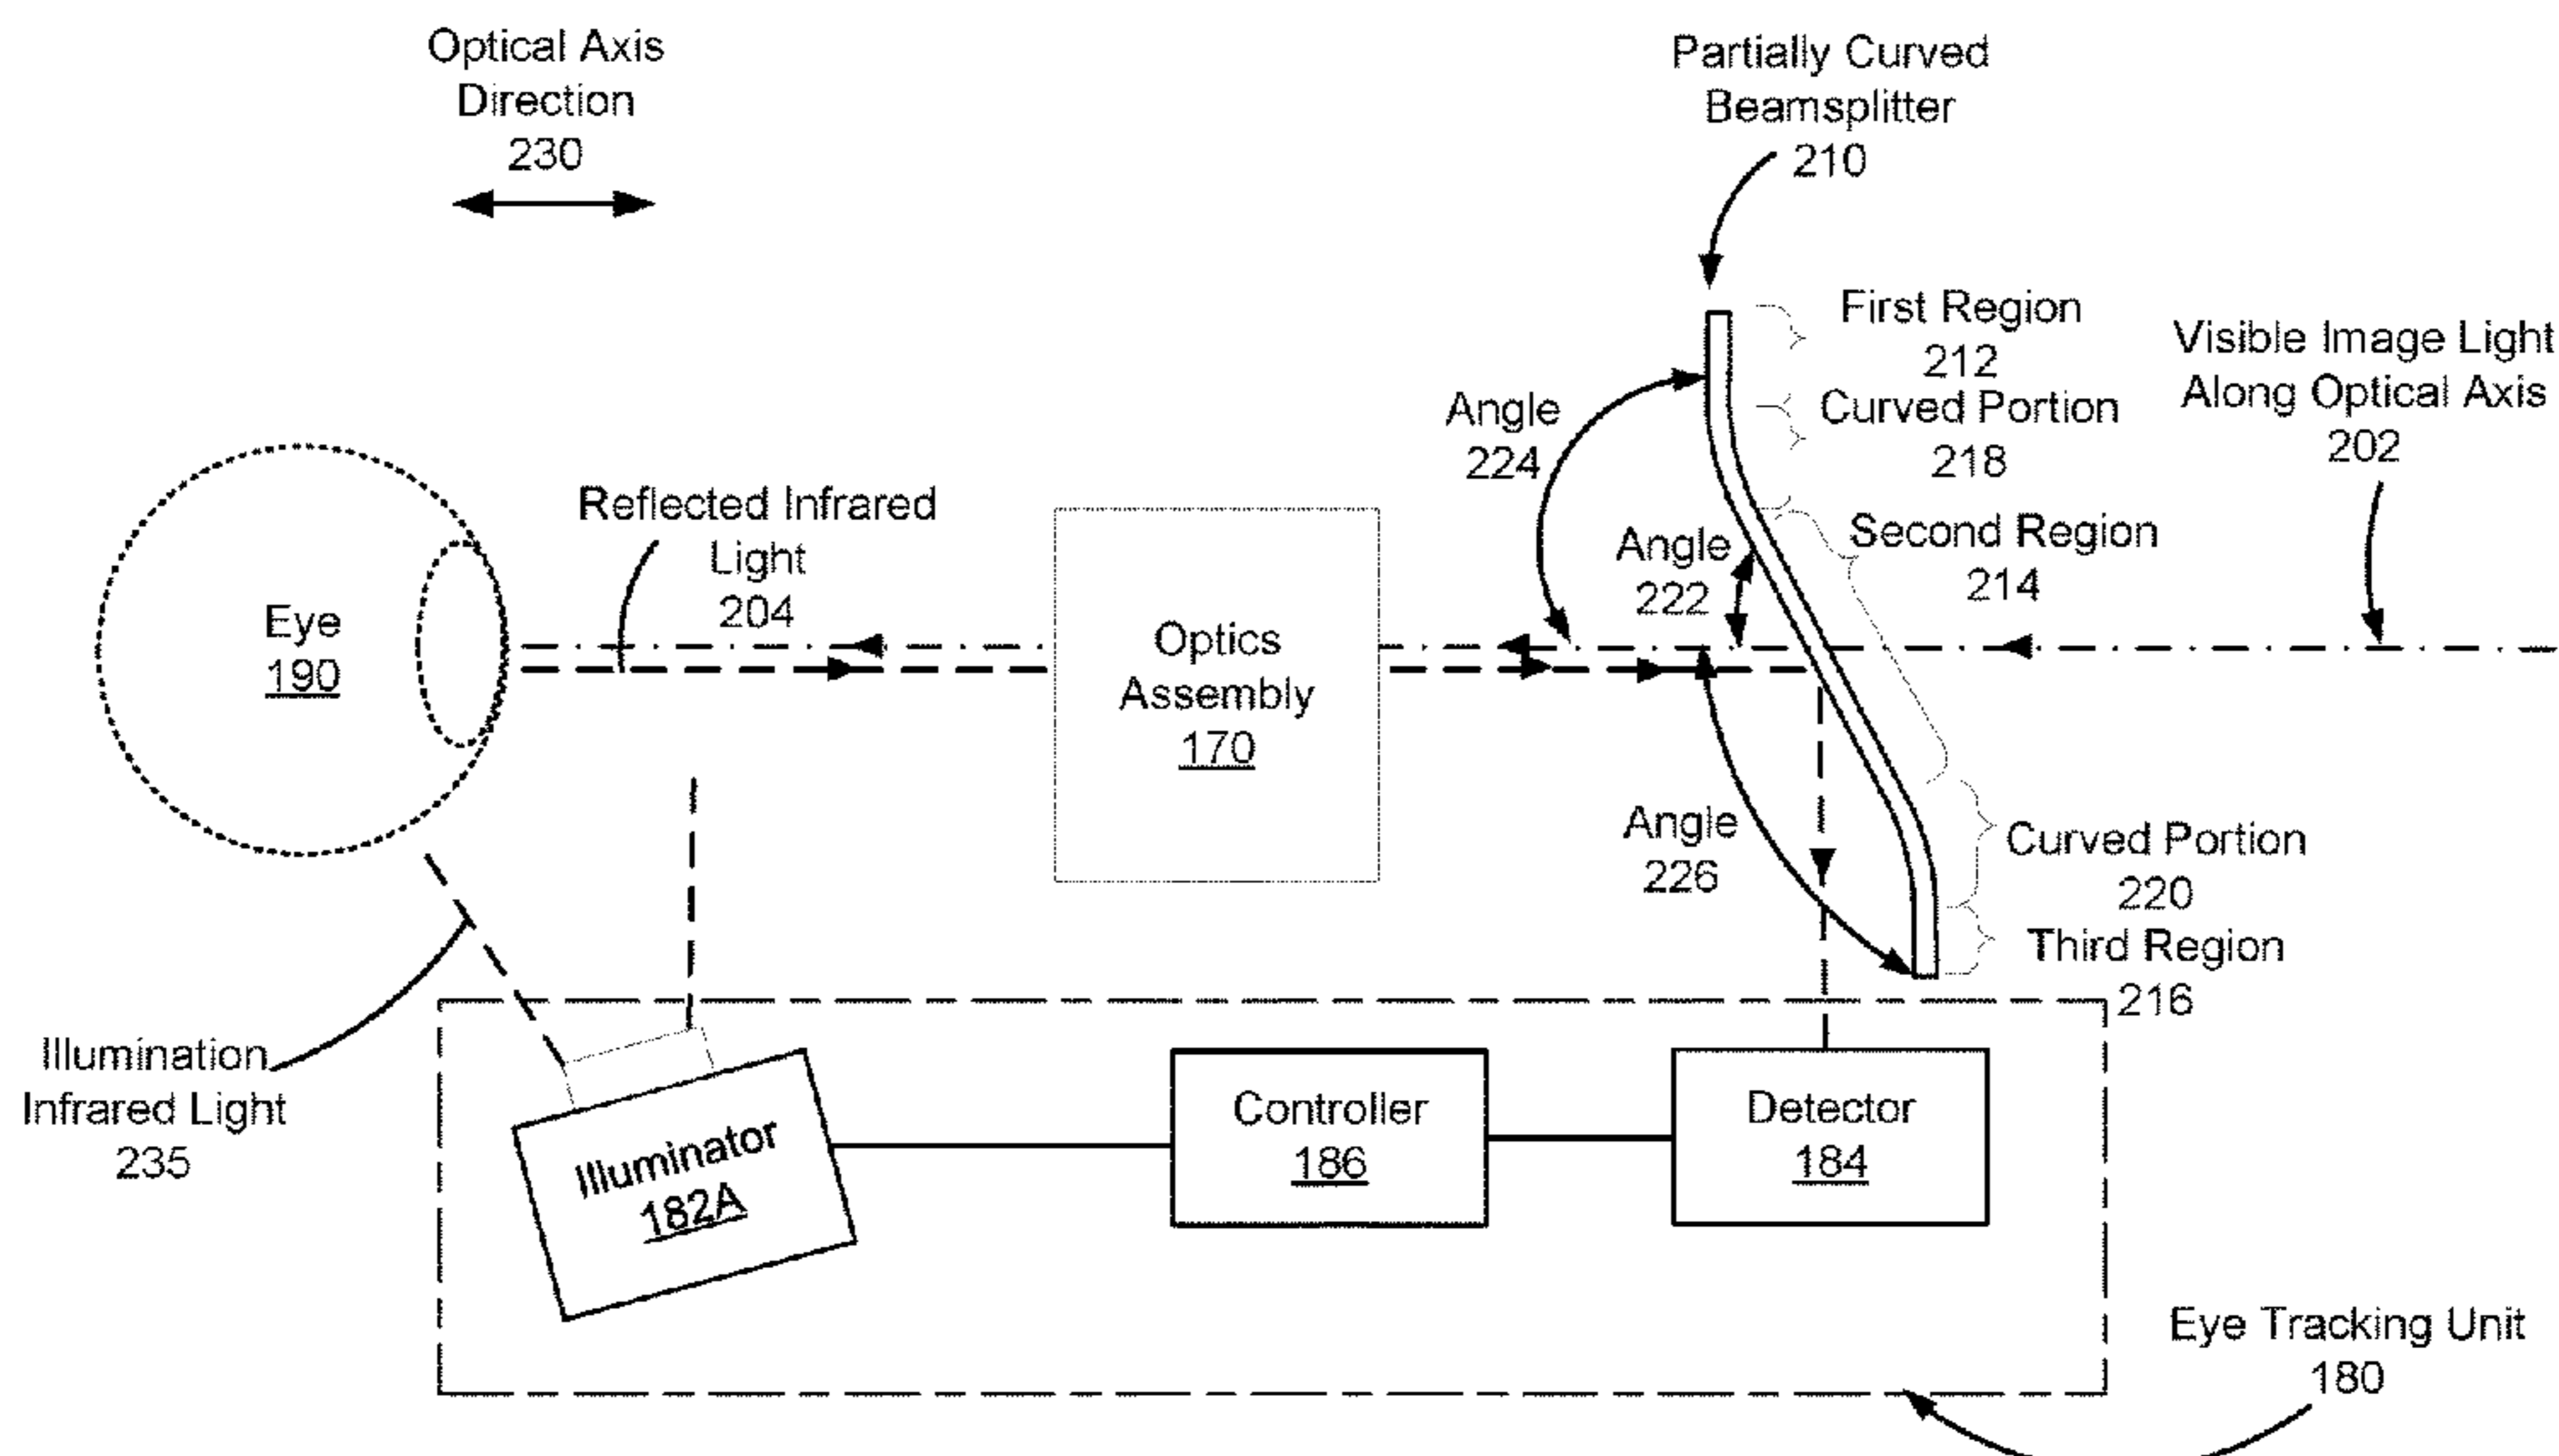 Optical Axis
Direction
230
Partially Curved
Beamsplitter
210
First Region
212
Curved Portion
218
Visible Image Light
Along Optical Axis
202
Angle
224
Reflected Infrared
Light
204
Angle
222
Second Region
214
Eye
190
Optics
Assembly
170
Angle
226
Curved Portion
220
Third Region
216
Illumination
Infrared Light
235
Illuminator
182A
Controller
186
Detector
184
Eye Tracking Unit
180